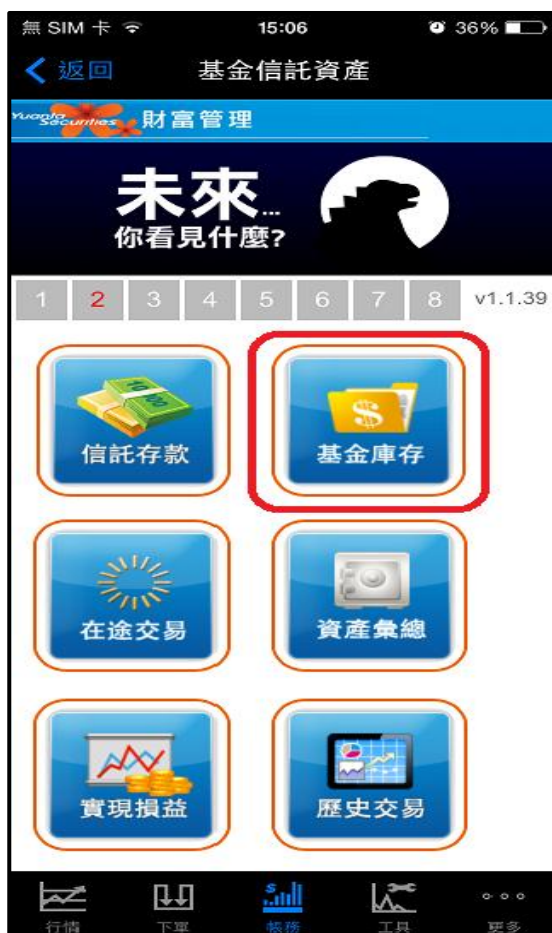 無 SIM 卡 15:06 36%
返回 基金信託資產
Yuanta Securities 財富管理
未來...
你看見什麼?
1 2 3 4 5 6 7 8 v1.1.39
信託存款 基金庫存
在途交易 資產彙總
實現損益 歷史交易
行情 下單 帳務 工具 更多